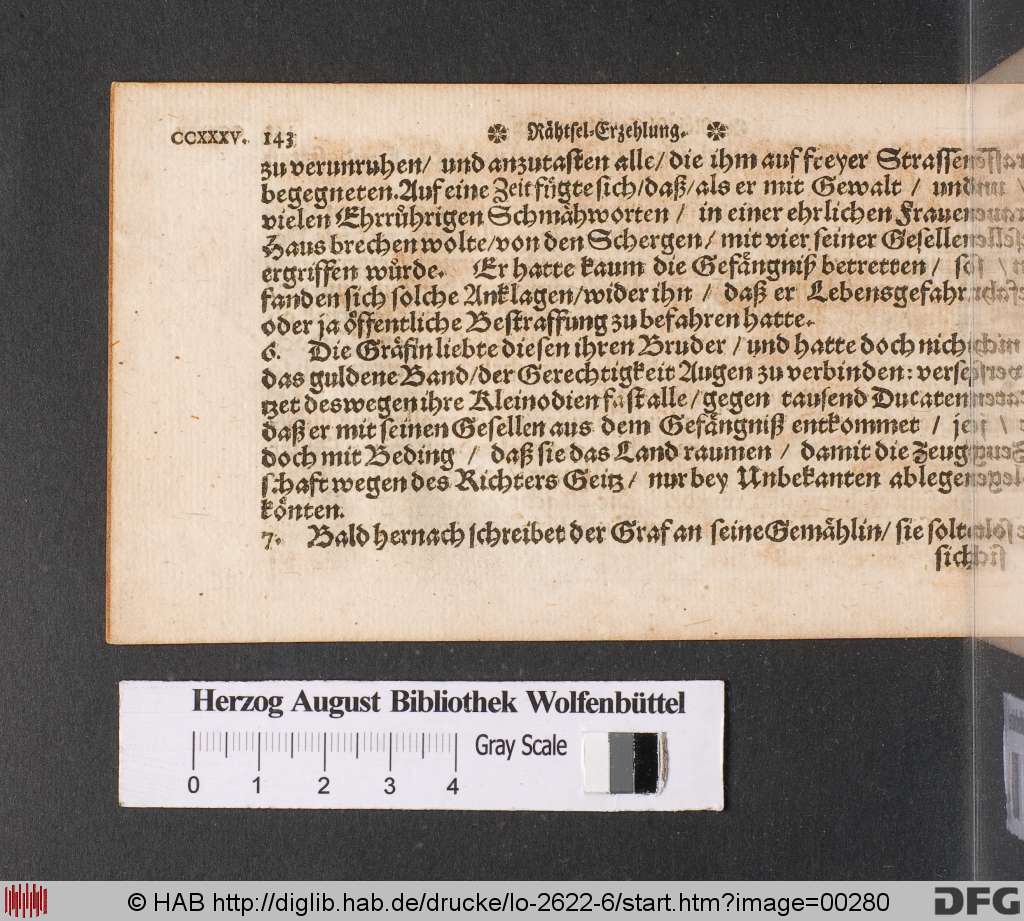 CCXXXV. 143 Rähtsel-Erzehlung.
zu verunruhen/ und anzutasten alle/ die ihm auff freyer Strassen
begegneten. Auf eine Zeit fügte sich/ daß/ als er mit Gewalt / und
vielen Ehrrührigen Schmähworten / in einer ehrlichen Frauen
Haus brechen wolte/ von den Schergen/ mit vier seiner Gesellen
ergriffen würde. Er hatte kaum die Gefängniß betretten / so
fanden sich solche Anklagen/ wider ihn / daß er Lebensgefahr
oder ja öffentliche Bestraffung zu befahren hatte.
6. Die Gräfin liebte diesen ihren Bruder / und hatte doch nich
das guldene Band/ der Gerechtigkeit Augen zu verbinden: verse
tzet deswegen ihre Kleinodien fast alle/ gegen tausend Ducaten
daß er mit seinen Gesellen aus dem Gefängniß entkommet /
doch mit Beding / daß sie das Land raumen / damit die Zeug
schaft wegen des Richters Geitz / nur bey Unbekanten ablegen
könten.
7. Bald hernach schreibet der Graf an seine Gemählin/ sie solt
sich
Herzog August Bibliothek Wolfenbüttel
Gray Scale
0 1 2 3 4
© HAB http://diglib.hab.de/drucke/lo-2622-6/start.htm?image=00280 DFG